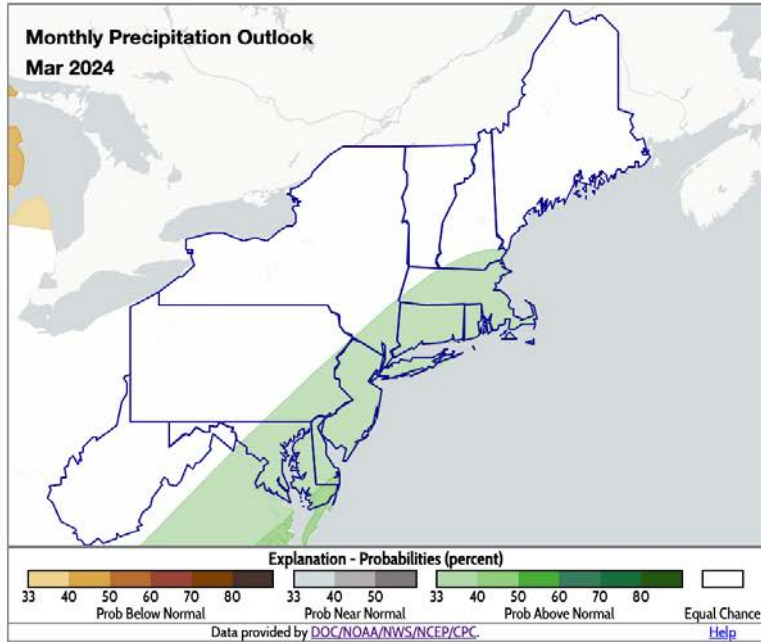 Monthly Precipitation Outlook
Mar 2024
Explanation - Probabilities (percent)
33 40 50 60 70 80 33 40 50 33 40 50 60 70 80
Prob Below Normal Prob Near Normal Prob Above Normal Equal Chance
Data provided by DOC/NOAA/NWS/NCEP/CPC. Help